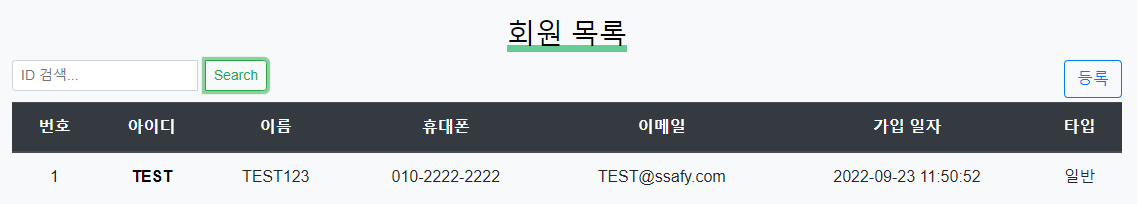 회원 목록
ID 검색... Search 등록
번호 아이디 이름 휴대폰 이메일 가입 일자 타입
1 TEST TEST123 010-2222-2222 TEST@ssafy.com 2022-09-23 11:50:52 일반